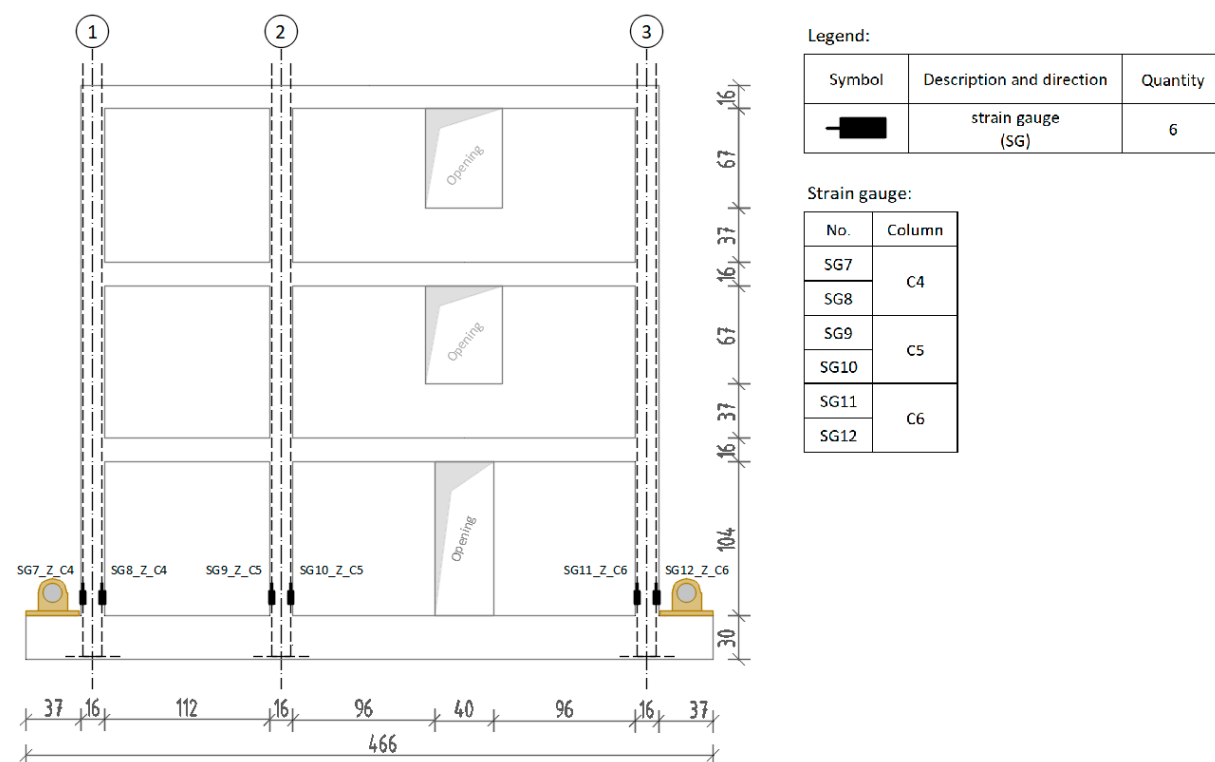 1
2
3
Legend:
Symbol
Description and direction
Quantity
strain gauge
(SG)
6
Strain gauge:
No.
Column
SG7
SG8
C4
SG9
SG10
C5
SG11
SG12
C6
Opening
Opening
Opening
SG7_Z_C4
SG8_Z_C4
SG9_Z_C5
SG10_Z_C5
SG11_Z_C6
SG12_Z_C6
16
67
37
16
67
37
16
104
30
37
16
112
16
96
40
96
16
37
466